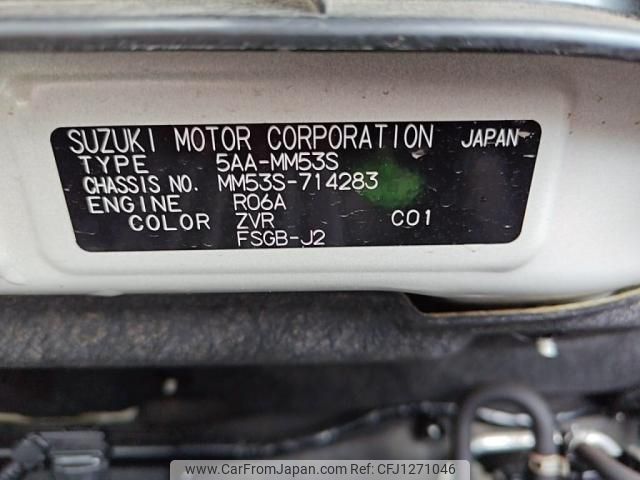 SUZUKI MOTOR CORPORATION JAPAN
TYPE 5AA-MM53S
CHASSIS NO. MM53S-714283
ENGINE R06A
COLOR ZVR C01
FSGB-J2
www.CarFromJapan.com | Ref No. CFJ1271046